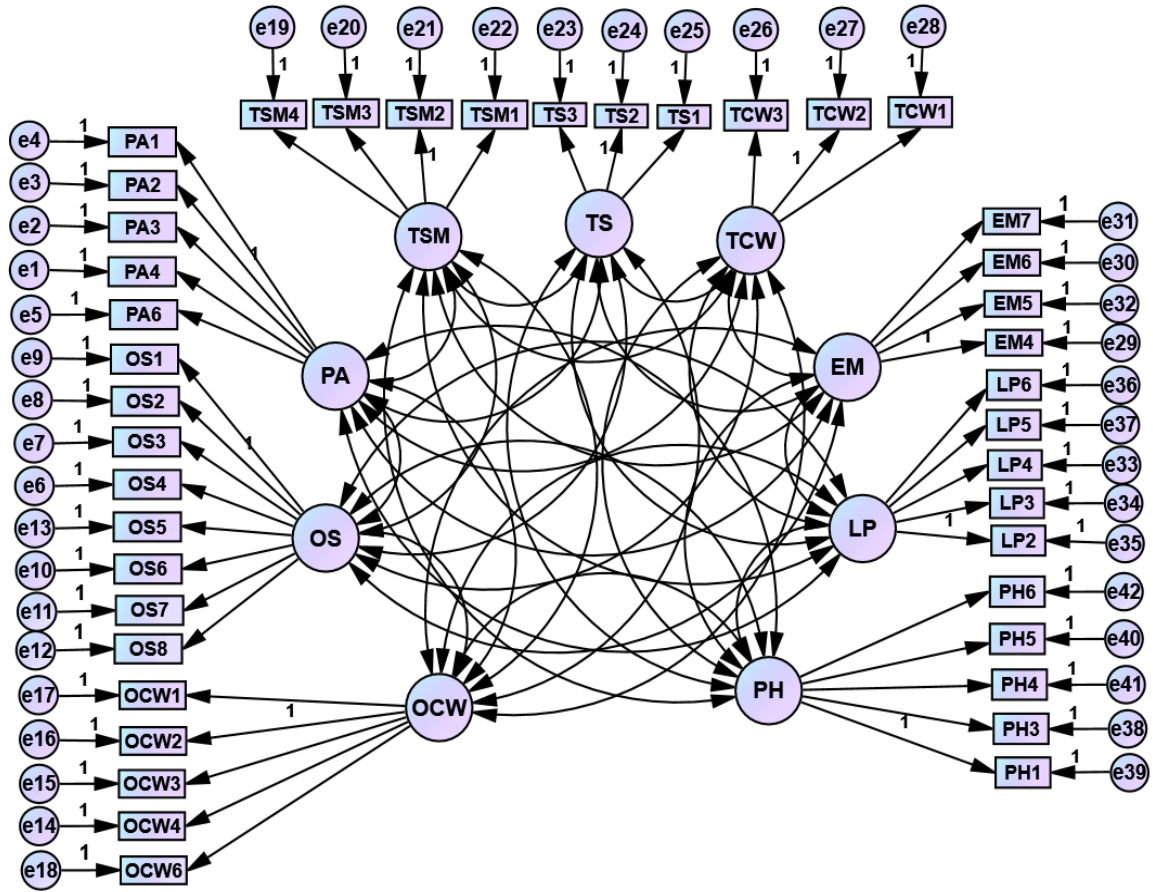 e19 e20 e21 e22 e23 e24 e25 e26 e27 e28
1 1 1 1 1 1 1 1 1 1
TSM4 TSM3 TSM2 TSM1 TS3 TS2 TS1 TCW3 TCW2 TCW1
1 1 1
TSM TS TCW
e4 1 PA1
e3 1 PA2
e2 1 PA3
e1 1 PA4
e5 1 PA6
1
PA
e9 1 OS1
e8 1 OS2
e7 1 OS3
e6 1 OS4
e13 1 OS5
e10 1 OS6
e11 1 OS7
e12 1 OS8
1
OS
e17 1 OCW1
e16 1 OCW2
e15 1 OCW3
e14 1 OCW4
e18 1 OCW6
1
OCW
EM7 1 e31
EM6 1 e30
EM5 1 e32
EM4 1 e29
1
EM
LP6 1 e36
LP5 1 e37
LP4 1 e33
LP3 1 e34
LP2 1 e35
1
LP
PH6 1 e42
PH5 1 e40
PH4 1 e41
PH3 1 e38
PH1 1 e39
1
PH